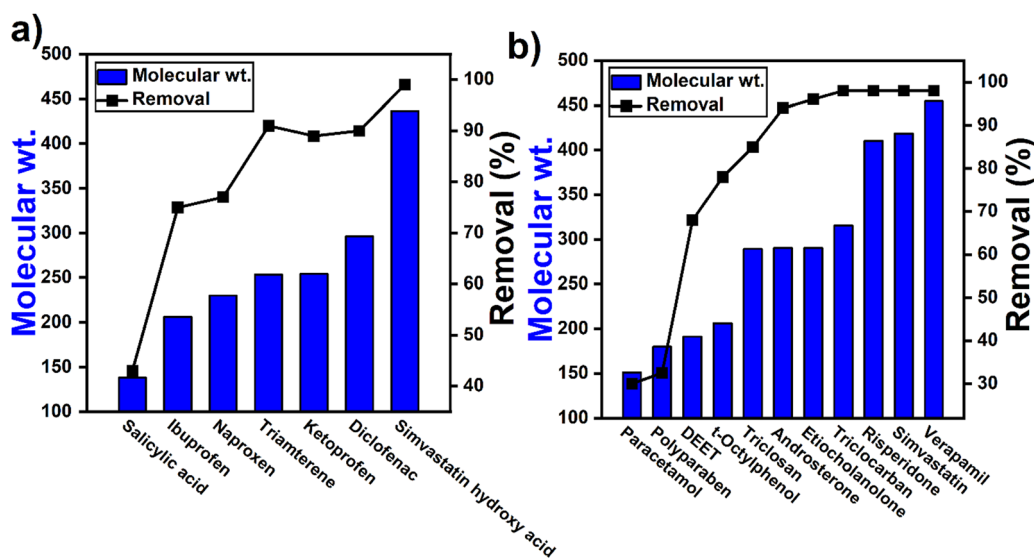 a)
Molecular wt.
500
450
400
350
300
250
200
150
100
Molecular wt.
Removal
100
90
80
70
60
50
40
Removal (%)
Salicylic acid
Ibuprofen
Naproxen
Triamterene
Ketoprofen
Diclofenac
Simvastatin hydroxy acid
b)
Molecular wt.
500
450
400
350
300
250
200
150
100
Molecular wt.
Removal
100
90
80
70
60
50
40
30
Removal (%)
Paracetamol
Polyparaben
DEET
t-Octylphenol
Triclosan
Androsterone
Etiocholanolone
Triclocarban
Risperidone
Simvastatin
Verapamil